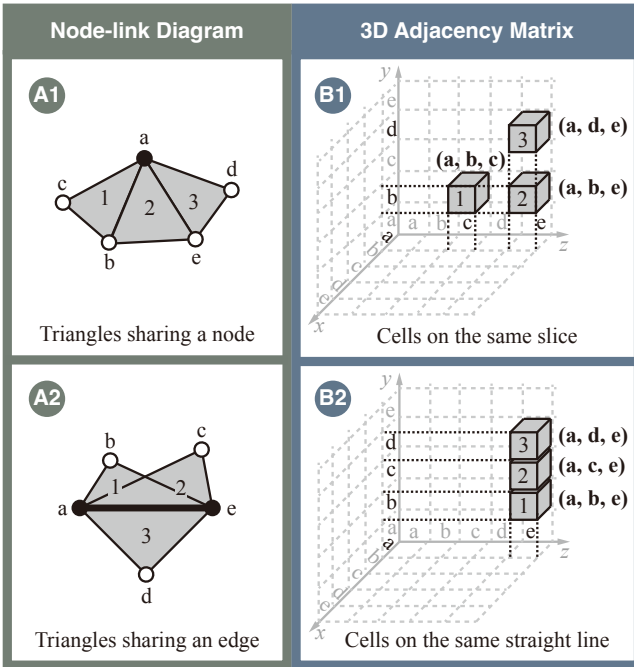 Node-link Diagram
3D Adjacency Matrix
A1
a
c
d
b
e
1
2
3
Triangles sharing a node
B1
y
e
d
c
b
a
a b c d e
z
x
(a, d, e)
(a, b, c)
(a, b, e)
3
1
2
a
b
c
Cells on the same slice
A2
b
c
a
e
d
1
2
3
Triangles sharing an edge
B2
y
e
d
c
b
a
a b c d e
z
x
3
2
1
(a, d, e)
(a, c, e)
(a, b, e)
a
b
c
Cells on the same straight line